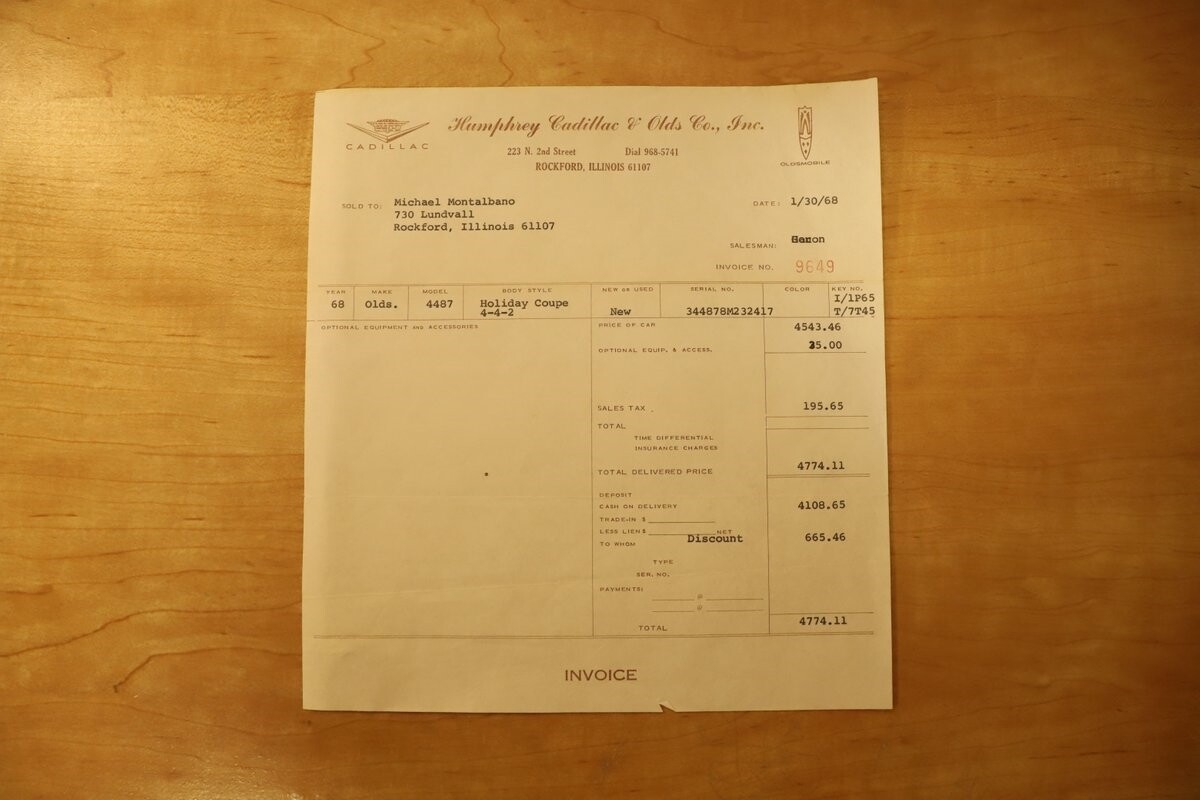 Humphrey Cadillac & Olds Co., Inc.
CADILLAC
223 N. 2nd Street Dial 968-5741
OLDSMOBILE
ROCKFORD, ILLINOIS 61107
SOLD TO: Michael Montalbano
730 Lundvall
Rockford, Illinois 61107
DATE: 1/30/68
SALESMAN:
INVOICE NO. 9649
YEAR MAKE MODEL BODY STYLE NEW OR USED SERIAL NO. COLOR KEY NO.
68 Olds. 4487 Holiday Coupe I/1P65
4-4-2 New 344878M232417 T/7T45
OPTIONAL EQUIPMENT AND ACCESSORIES
PRICE OF CAR 4543.46
OPTIONAL EQUIP. & ACCESS. 35.00
SALES TAX 195.65
TOTAL
TIME DIFFERENTIAL
INSURANCE CHARGES
TOTAL DELIVERED PRICE 4774.11
DEPOSIT
CASH ON DELIVERY 4108.65
TRADE-IN $
LESS LIEN $ NET
TO WHOM Discount 665.46
TYPE
SER. NO.
PAYMENTS: @
@
TOTAL 4774.11
INVOICE